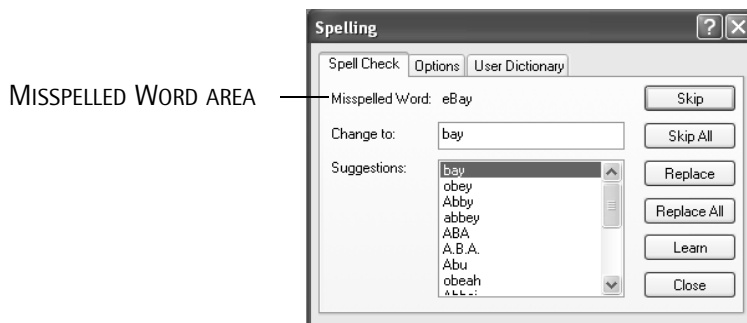 Spelling
Spell Check Options User Dictionary
MISSPELLED WORD AREA
Misspelled Word: eBay Skip
Change to: bay Skip All
Suggestions: bay Replace
obey
Abby
abbey Replace All
ABA
A.B.A. Learn
Abu
obeah Close